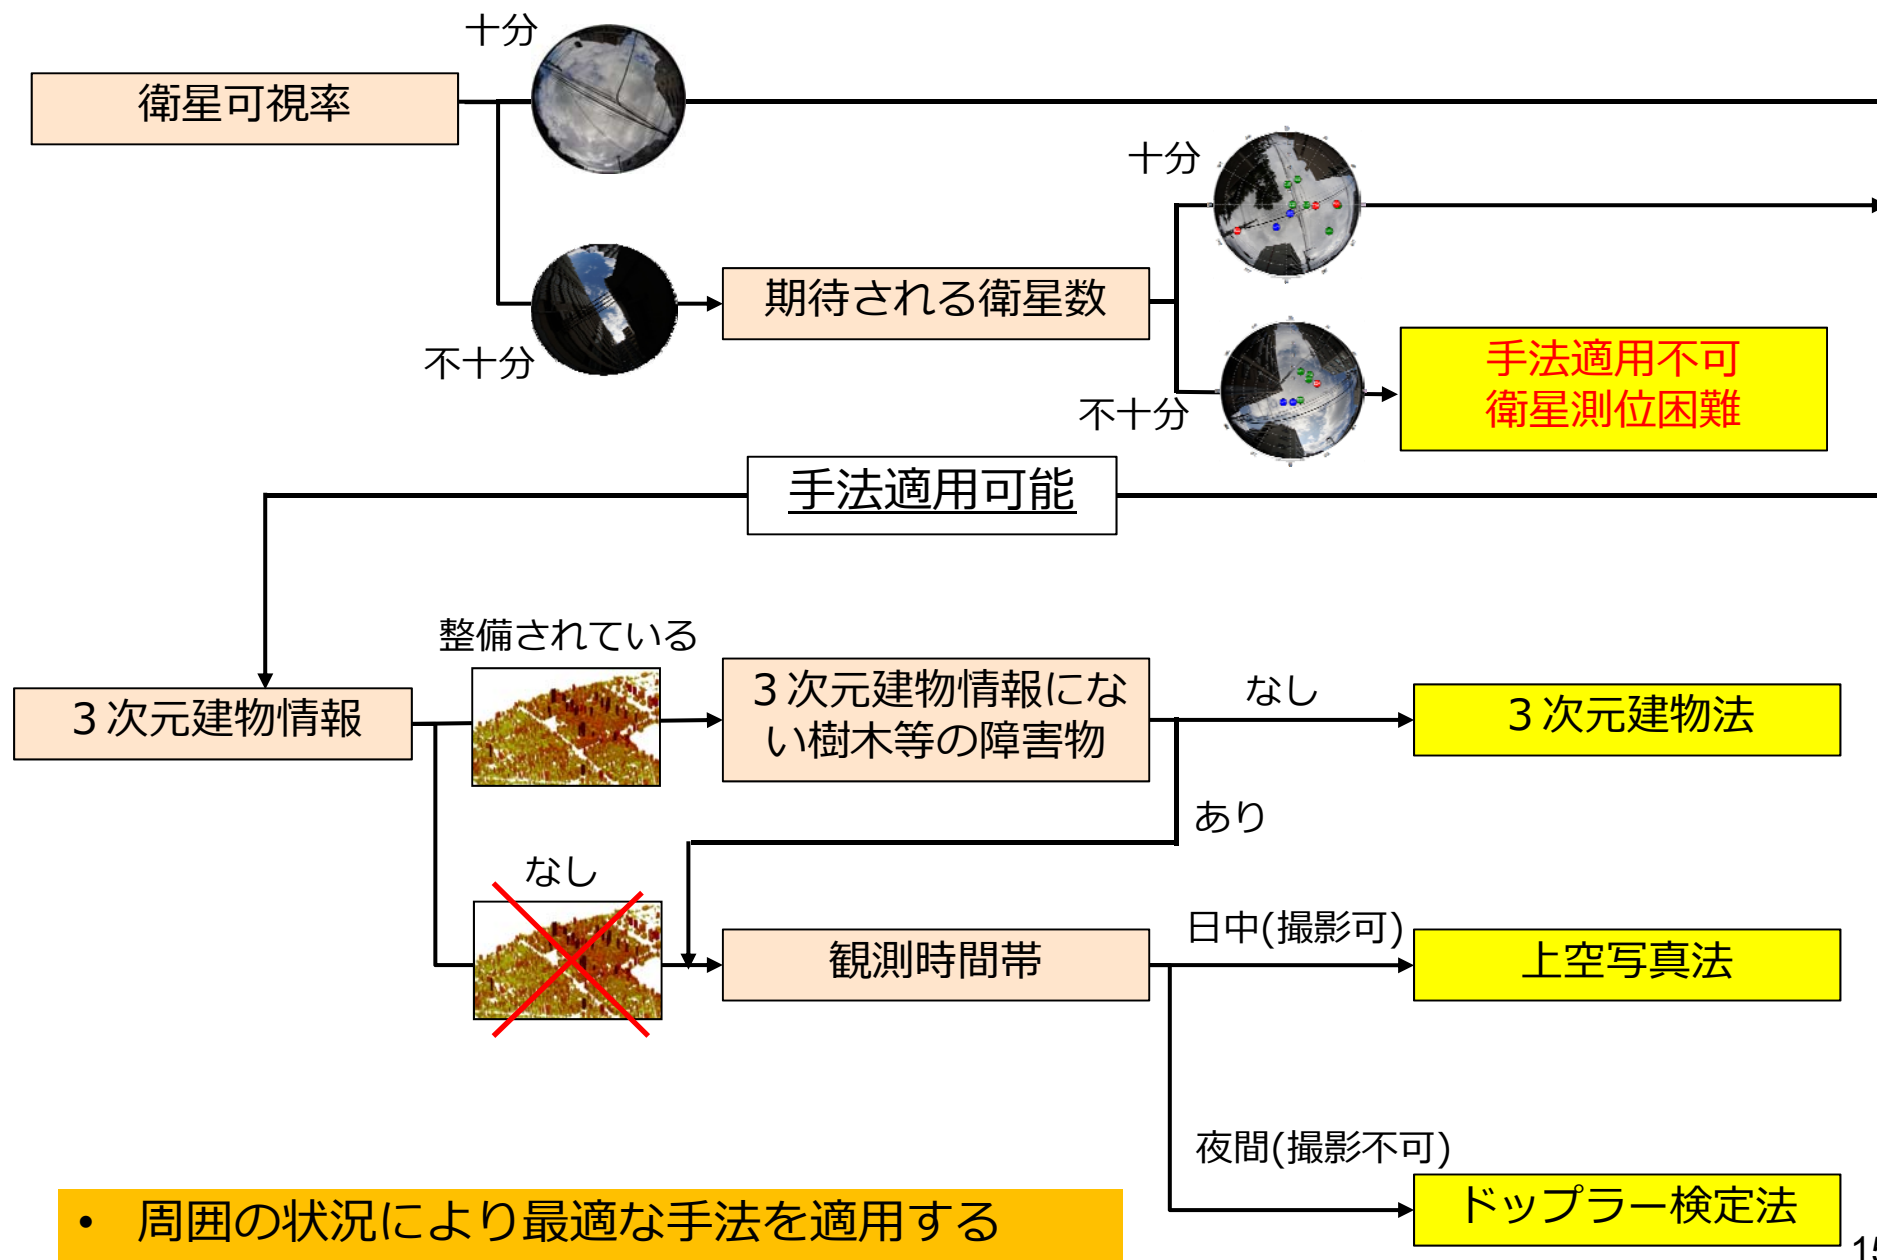 十分
衛星可視率
十分
期待される衛星数
不十分
手法適用不可
衛星測位困難
不十分
手法適用可能
整備されている
３次元建物情報
３次元建物情報にな
い樹木等の障害物
なし
３次元建物法
あり
なし
観測時間帯
日中(撮影可)
上空写真法
夜間(撮影不可)
ドップラー検定法
• 周囲の状況により最適な手法を適用する